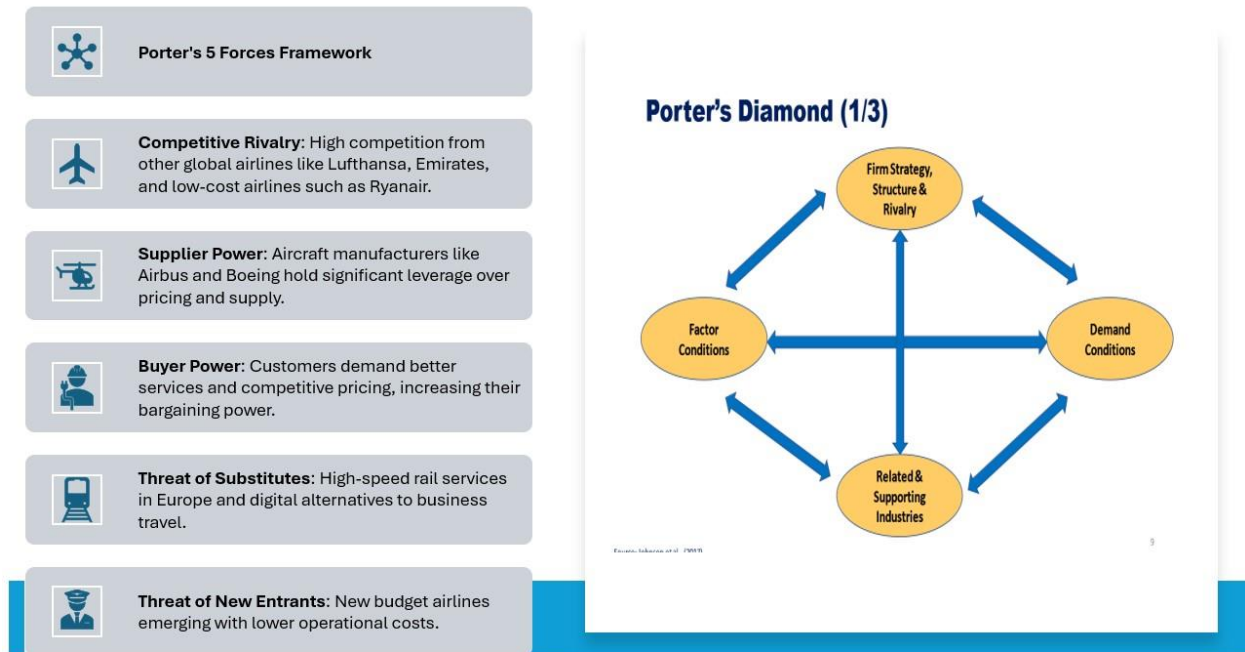 Porter's 5 Forces Framework
Competitive Rivalry: High competition from
other global airlines like Lufthansa, Emirates,
and low-cost airlines such as Ryanair.
Supplier Power: Aircraft manufacturers like
Airbus and Boeing hold significant leverage over
pricing and supply.
Buyer Power: Customers demand better
services and competitive pricing, increasing their
bargaining power.
Threat of Substitutes: High-speed rail services
in Europe and digital alternatives to business
travel.
Threat of New Entrants: New budget airlines
emerging with lower operational costs.
Porter's Diamond (1/3)
Firm Strategy,
Structure &
Rivalry
Factor
Conditions
Demand
Conditions
Related &
Supporting
Industries
9